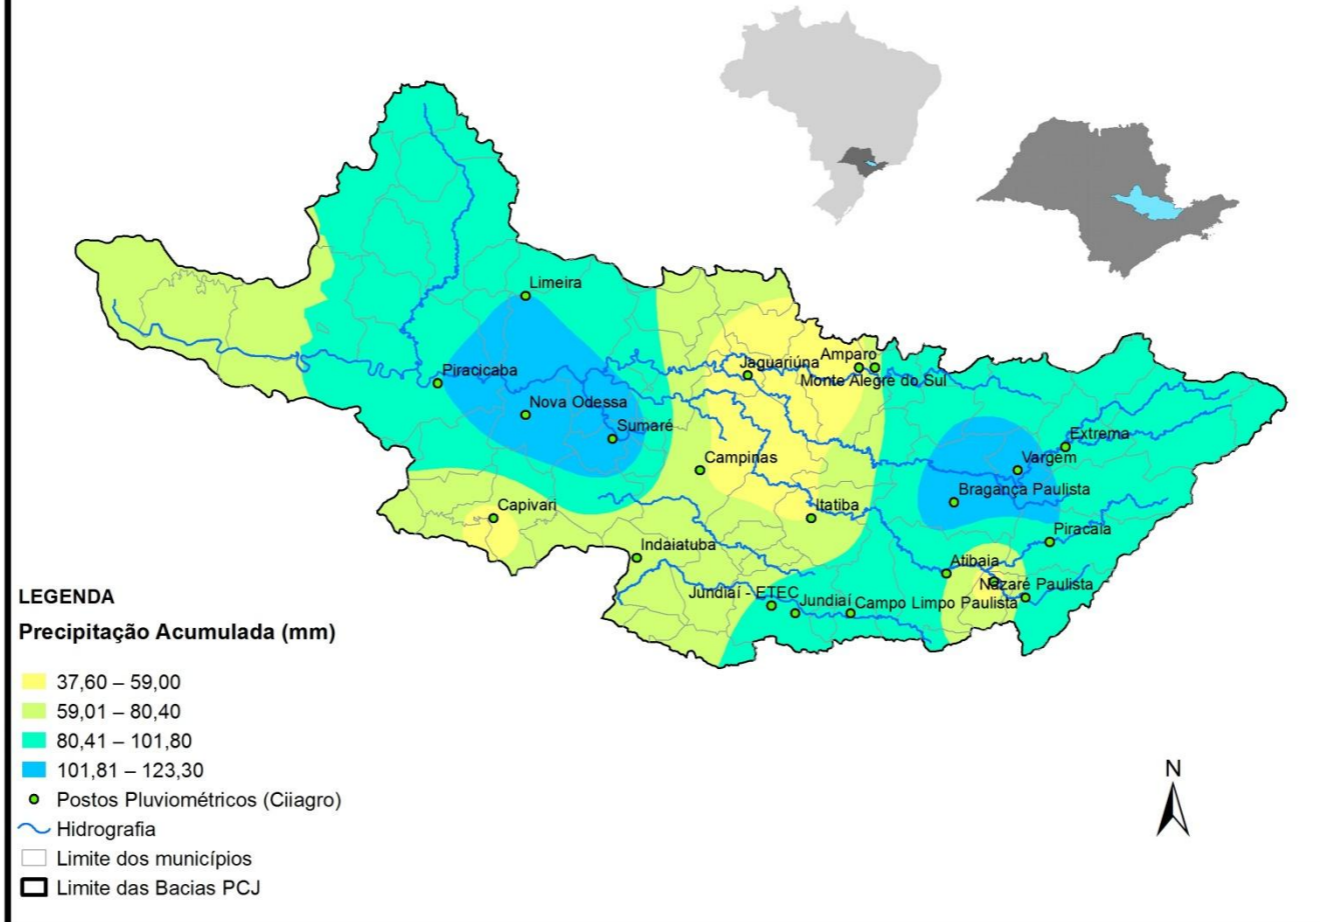 Limeira
Piracicaba
Nova Odessa
Sumaré
Jaguariúna
Amparo
Monte Alegre do Sul
Campinas
Extrema
Vargem
Bragança Paulista
Capivari
Itatiba
Indaiatuba
Piracaia
Atibaia
Nazaré Paulista
Jundiaí - ETEC
Jundiaí
Campo Limpo Paulista
LEGENDA
Precipitação Acumulada (mm)
37,60 – 59,00
59,01 – 80,40
80,41 – 101,80
101,81 – 123,30
Postos Pluviométricos (Ciiagro)
Hidrografia
Limite dos municípios
Limite das Bacias PCJ
N